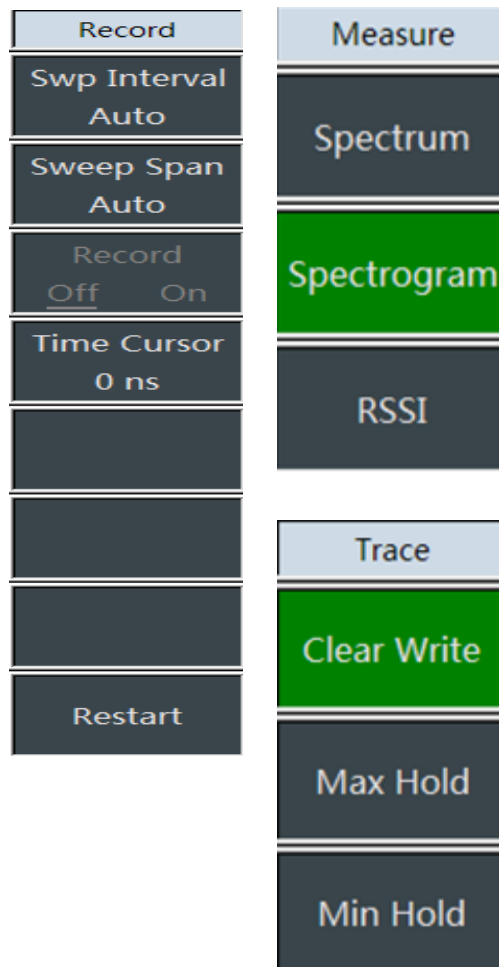 Record
Swp Interval
Auto
Sweep Span
Auto
Record
Off On
Time Cursor
0 ns
Restart
Measure
Spectrum
Spectrogram
RSSI
Trace
Clear Write
Max Hold
Min Hold